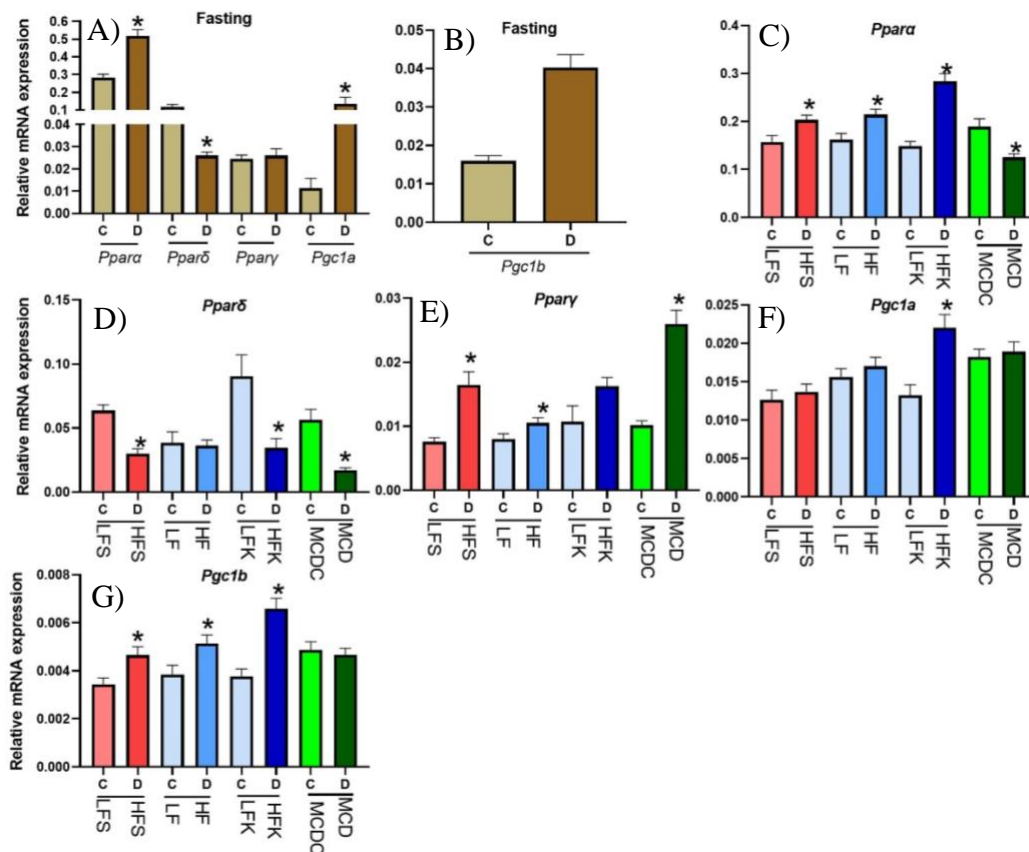 A)
Fasting
Relative mRNA expression
0.6
0.5
0.4
0.3
0.2
0.1
0.04
0.03
0.02
0.01
0.00
* * *
C D C D C D C D
Pparα Pparδ Pparγ Pgc1a
B)
Fasting
0.05
0.04
0.03
0.02
0.01
0.00
C D
Pgc1b
C)
Pparα
0.4
0.3
0.2
0.1
0.0
* * * *
C D C D C D C D
LFS HFS LF HF LFK HFK MCDC MCD
D)
Pparδ
Relative mRNA expression
0.15
0.10
0.05
0.00
* * *
C D C D C D C D
LFS HFS LF HF LFK HFK MCDC MCD
E)
Pparγ
0.03
0.02
0.01
0.00
* * *
C D C D C D C D
LFS HFS LF HF LFK HFK MCDC MCD
F)
Pgc1a
0.025
0.020
0.015
0.010
0.005
0.000
*
C D C D C D C D
LFS HFS LF HF LFK HFK MCDC MCD
G)
Pgc1b
Relative mRNA expression
0.008
0.006
0.004
0.002
0.000
* * *
C D C D C D C D
LFS HFS LF HF LFK HFK MCDC MCD